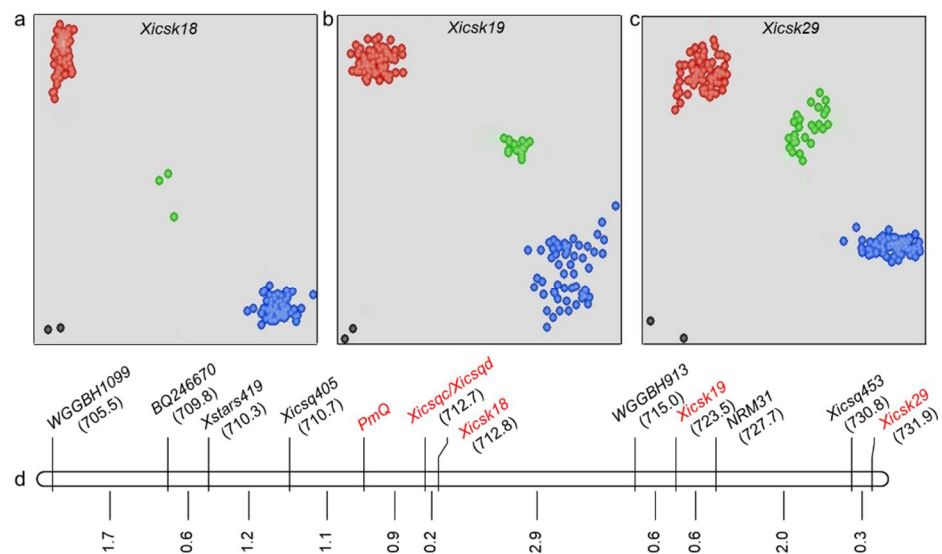 a
Xicsk18
b
Xicsk19
c
Xicsk29
WGGBH1099
(705.5)
BQ246670
(709.8)
Xstars419
(710.3)
Xicsq405
(710.7)
PmQ
Xicsqc/Xicsqd
(712.7)
Xicsk18
(712.8)
WGGBH913
(715.0)
Xicsk19
(723.5)
NRM31
(727.7)
Xicsq453
(730.8)
Xicsk29
(731.9)
d
1.7
0.6
1.2
1.1
0.9
0.2
2.9
0.6
0.6
2.0
0.3